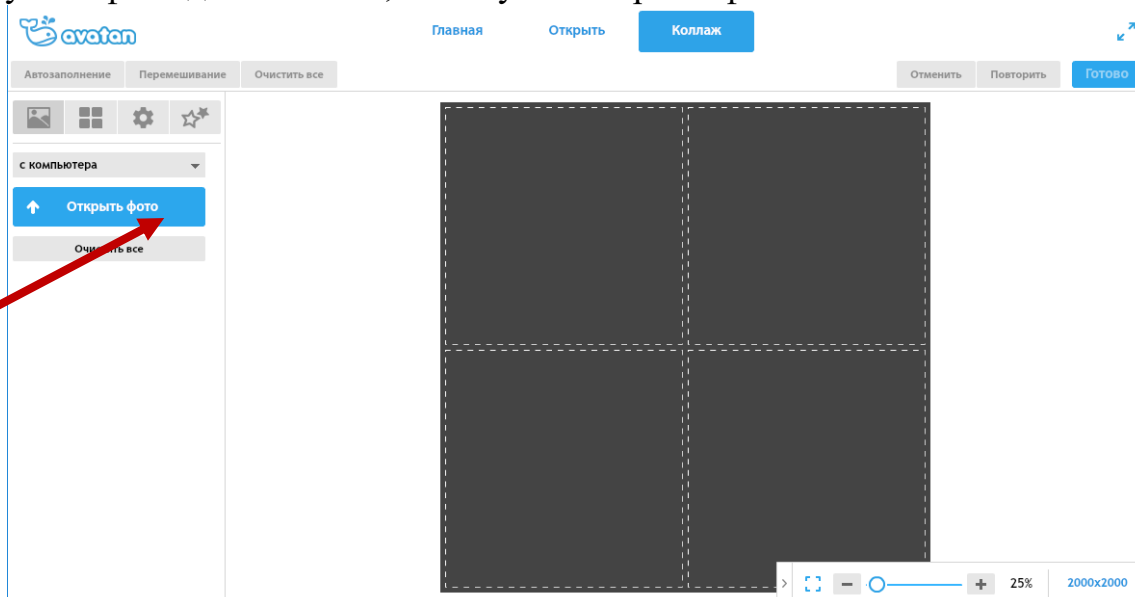 avatan
Главная Открыть Коллаж
Автозаполнение Перемешивание Очистить все Отменить Повторить Готово
с компьютера
Открыть фото
Очистить все
25% 2000x2000